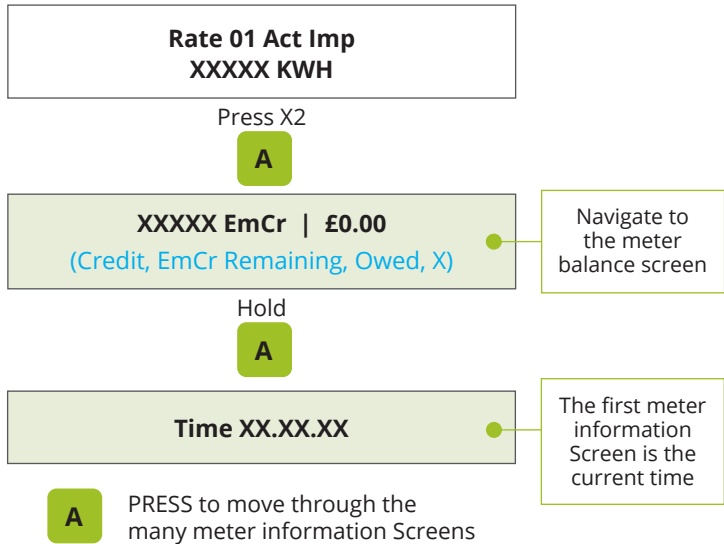 Rate 01 Act Imp
XXXXX KWH
Press X2
A
XXXXX EmCr | £0.00
(Credit, EmCr Remaining, Owed, X)
Navigate to
the meter
balance screen
Hold
A
Time XX.XX.XX
The first meter
information
Screen is the
current time
A
PRESS to move through the
many meter information Screens